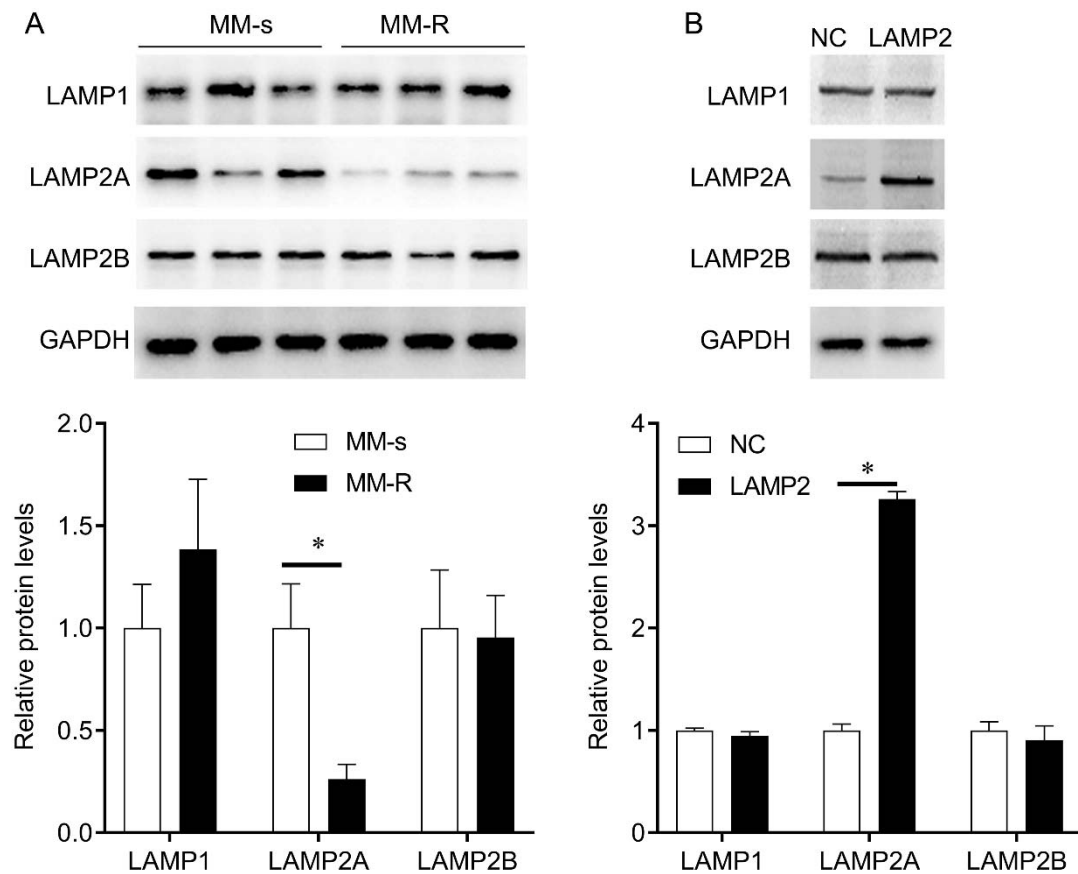 A
MM-s MM-R
LAMP1
LAMP2A
LAMP2B
GAPDH
B
NC LAMP2
LAMP1
LAMP2A
LAMP2B
GAPDH
Relative protein levels
2.0
1.5
1.0
0.5
0.0
MM-s
MM-R
*
LAMP1 LAMP2A LAMP2B
Relative protein levels
4
3
2
1
0
NC
LAMP2
*
LAMP1 LAMP2A LAMP2B